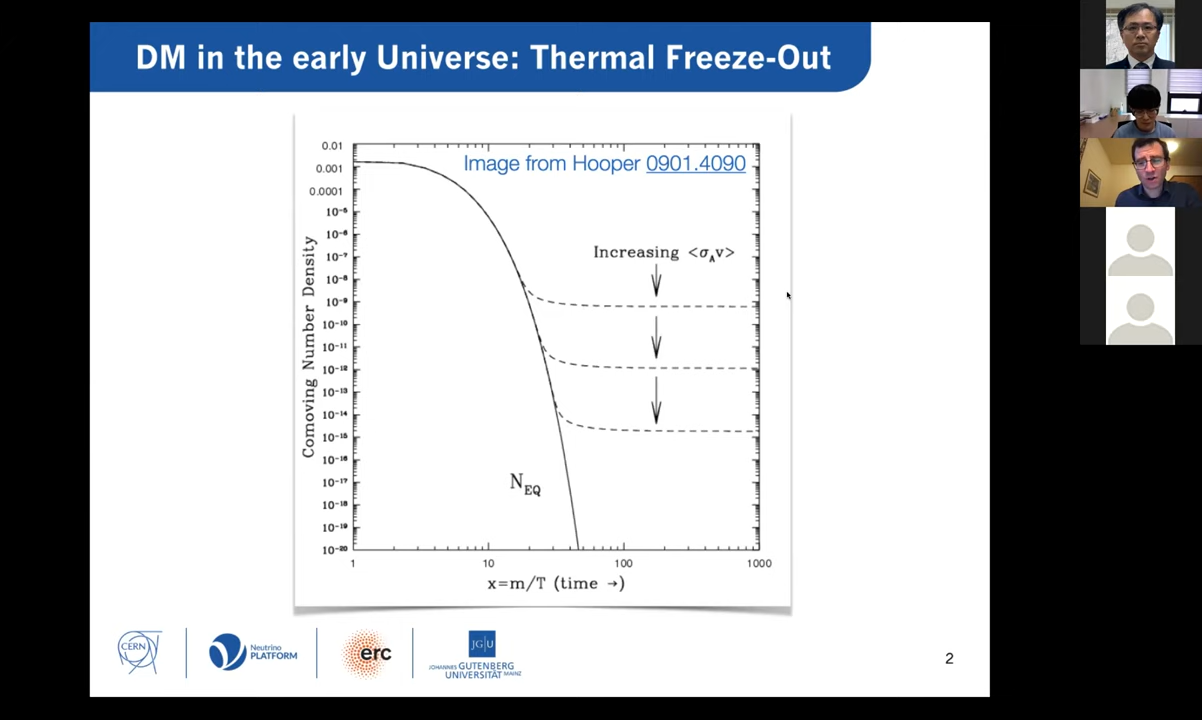 DM in the early Universe: Thermal Freeze-Out
Image from Hooper 0901.4090
0.01
0.001
0.0001
10⁻⁵
10⁻⁶
10⁻⁷
10⁻⁸
10⁻⁹
10⁻¹⁰
10⁻¹¹
10⁻¹²
10⁻¹³
10⁻¹⁴
10⁻¹⁵
10⁻¹⁶
10⁻¹⁷
10⁻¹⁸
10⁻¹⁹
10⁻²⁰
Comoving Number Density
Increasing <σ_A v>
N_EQ
1 10 100 1000
x=m/T (time →)
CERN
Neutrino
PLATFORM
erc
JG|U
JOHANNES GUTENBERG
UNIVERSITÄT MAINZ
2